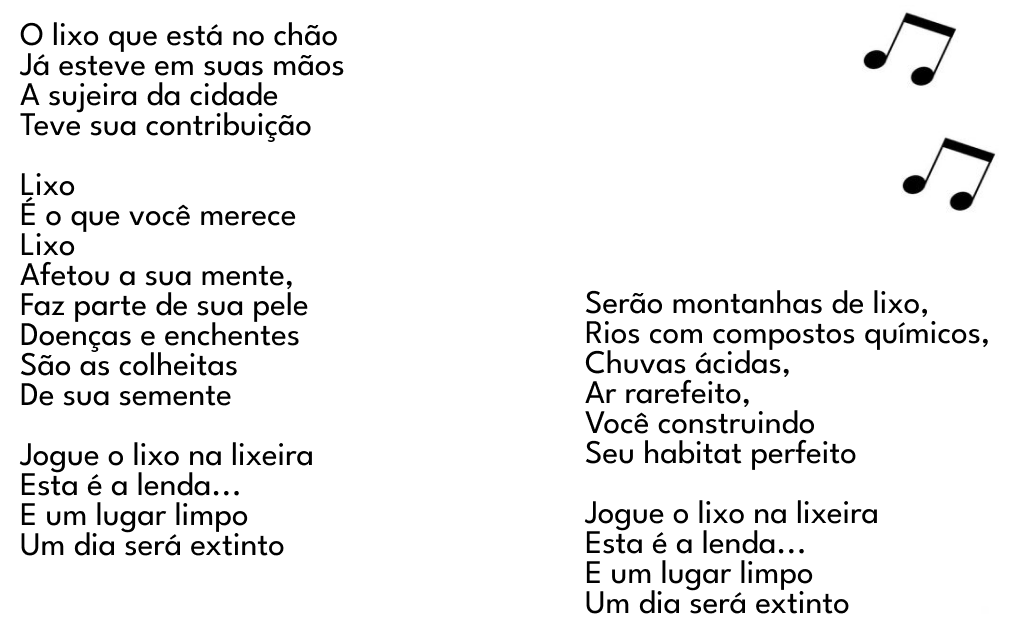 O lixo que está no chão
Já esteve em suas mãos
A sujeira da cidade
Teve sua contribuição

Lixo
É o que você merece
Lixo
Afetou a sua mente,
Faz parte de sua pele
Doenças e enchentes
São as colheitas
De sua semente

Jogue o lixo na lixeira
Esta é a lenda...
E um lugar limpo
Um dia será extinto

Serão montanhas de lixo,
Rios com compostos químicos,
Chuvas ácidas,
Ar rarefeito,
Você construindo
Seu habitat perfeito

Jogue o lixo na lixeira
Esta é a lenda...
E um lugar limpo
Um dia será extinto